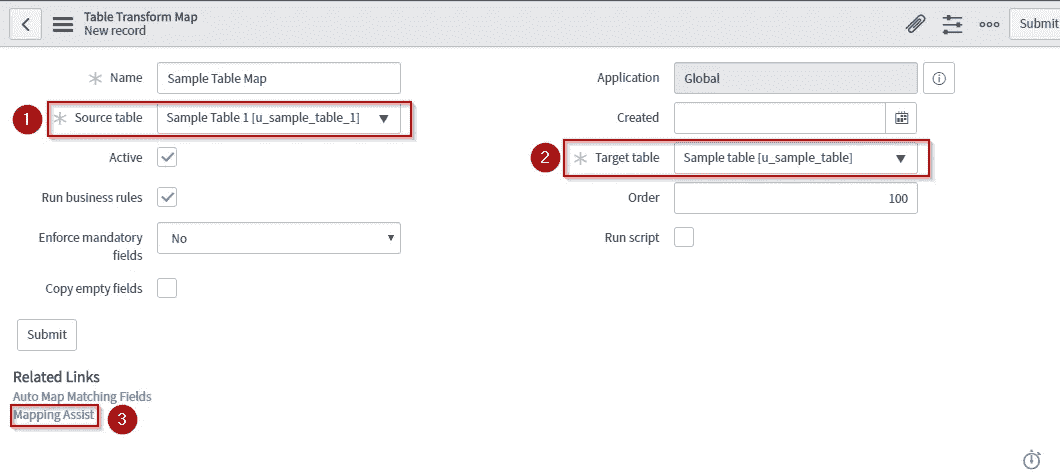 Table Transform Map
New record
Submit
Name
Sample Table Map
Application
Global
1
Source table
Sample Table 1 [u_sample_table_1]
Created
Active
2
Target table
Sample table [u_sample_table]
Run business rules
Order
100
Enforce mandatory
fields
No
Run script
Copy empty fields
Submit
Related Links
Auto Map Matching Fields
Mapping Assist
3